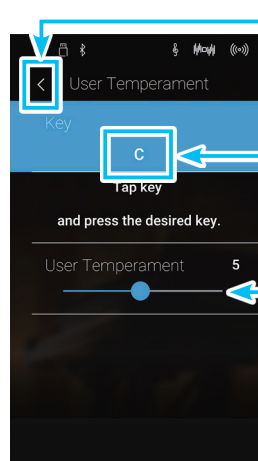 User Temperament
Key
C
Tap key
and press the desired key.
User Temperament 5